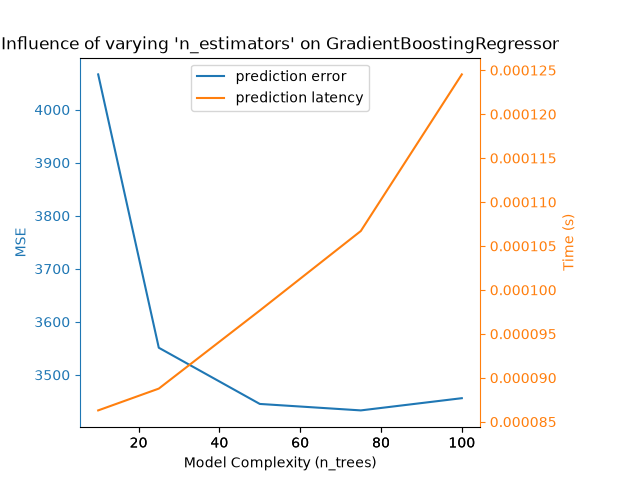 Influence of varying 'n_estimators' on GradientBoostingRegressor
prediction error
prediction latency
MSE
4000
3900
3800
3700
3600
3500
0.000125
0.000120
0.000115
0.000110
0.000105
0.000100
0.000095
0.000090
0.000085
Time (s)
20 40 60 80 100
Model Complexity (n_trees)